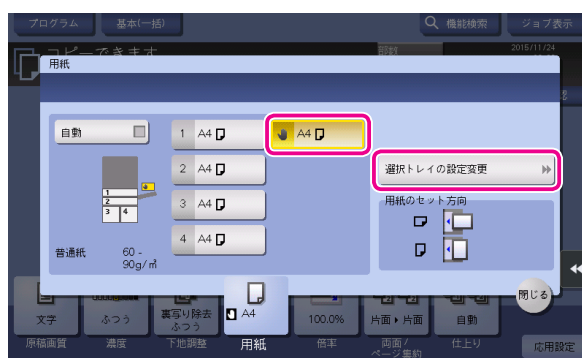 プログラム 基本(一括) 機能検索 ジョブ表示
コピーできます 2015/11/24
用紙
自動 1 A4 A4
2 A4 選択トレイの設定変更
1
2
3 4
3 A4 用紙のセット方向
4 A4
普通紙 60 -
90g/㎡
閉じる
文字 ふつう 裏写り除去
ふつう A4 100.0% 片面 片面 自動
原稿画質 濃度 下地調整 用紙 倍率 両面/
ページ集約 仕上り 応用設定